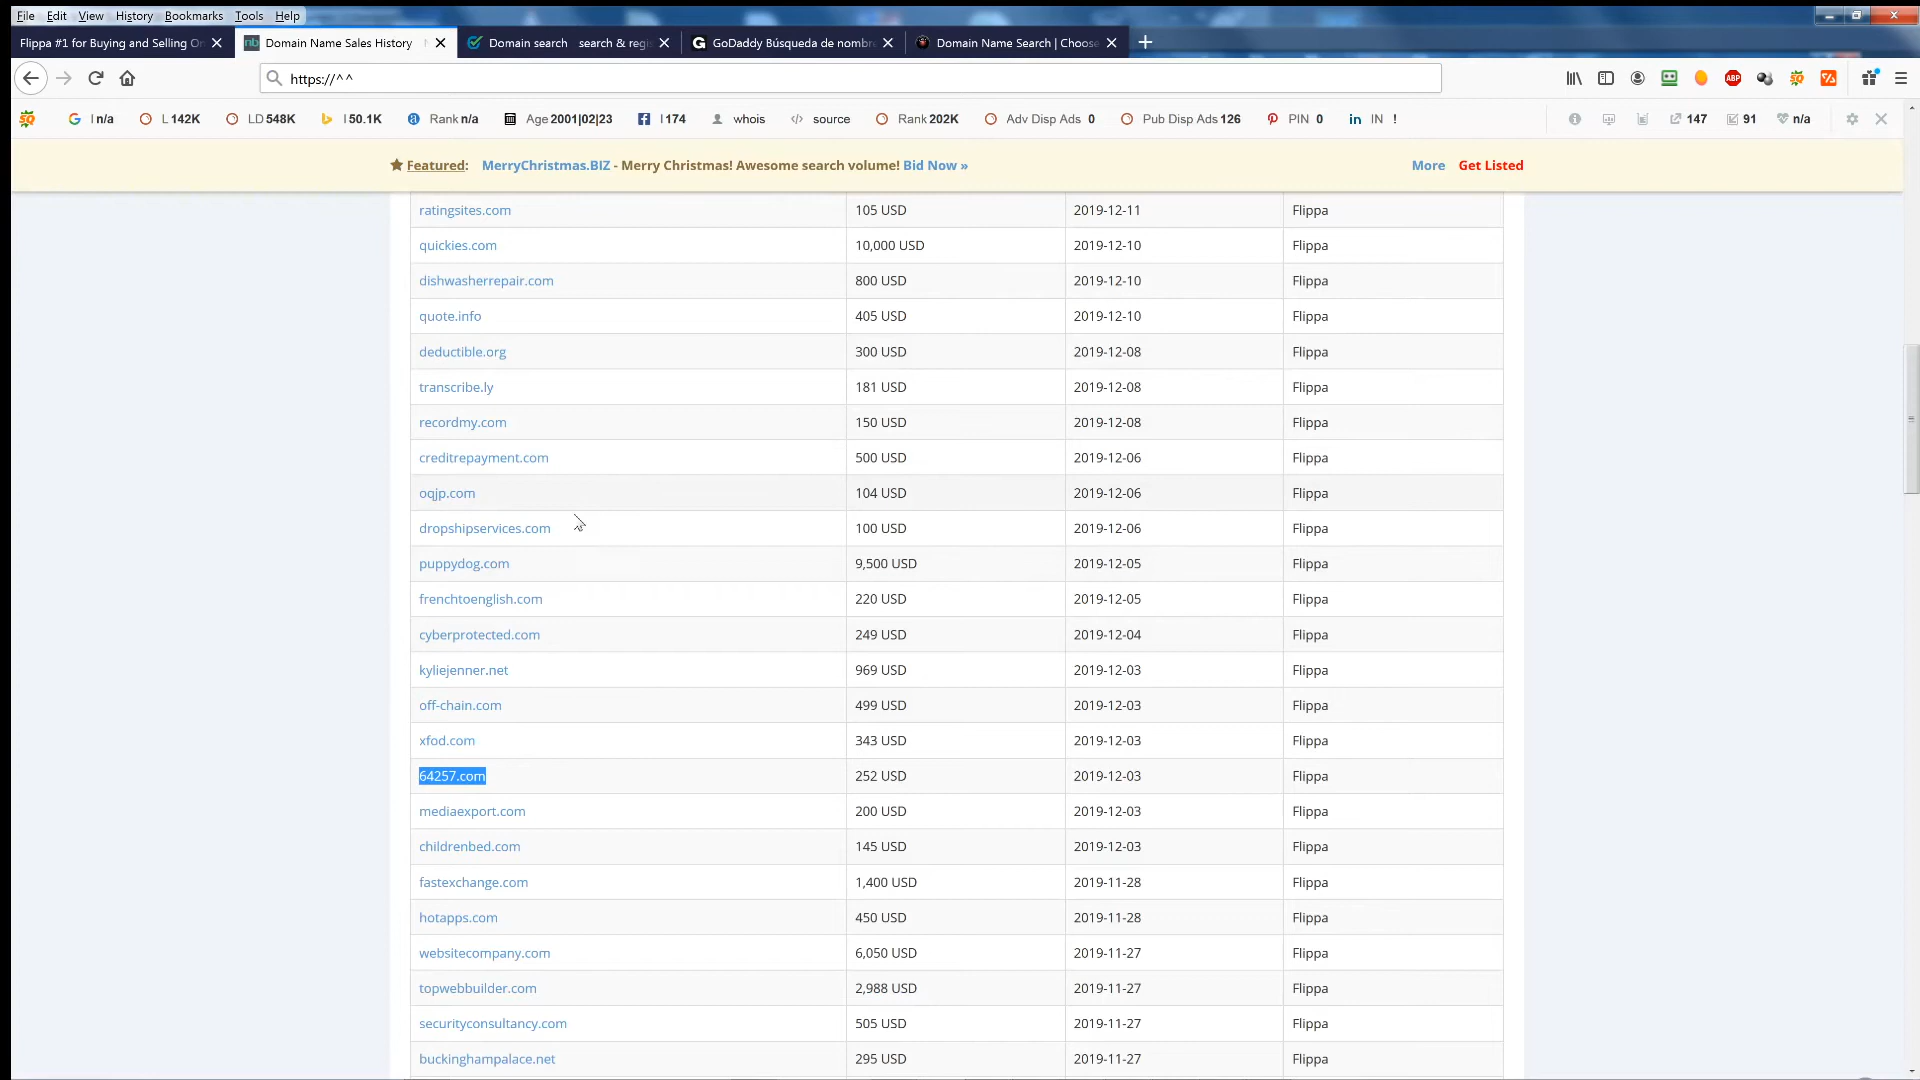 File Edit View History Bookmarks Tools Help
Flippa #1 for Buying and Selling On
Domain Name Sales History
Domain search search & regis
GoDaddy Búsqueda de nombre
Domain Name Search | Choose
https://^^
I n/a L 142K LD 548K I 50.1K Rank n/a Age 2001|02|23 I 174 whois source Rank 202K Adv Disp Ads 0 Pub Disp Ads 126 PIN 0 IN ! 147 91 n/a
Featured: MerryChristmas.BIZ - Merry Christmas! Awesome search volume! Bid Now » More Get Listed
ratingsites.com 105 USD 2019-12-11 Flippa
quickies.com 10,000 USD 2019-12-10 Flippa
dishwasherrepair.com 800 USD 2019-12-10 Flippa
quote.info 405 USD 2019-12-10 Flippa
deductible.org 300 USD 2019-12-08 Flippa
transcribe.ly 181 USD 2019-12-08 Flippa
recordmy.com 150 USD 2019-12-08 Flippa
creditrepayment.com 500 USD 2019-12-06 Flippa
oqjp.com 104 USD 2019-12-06 Flippa
dropshipservices.com 100 USD 2019-12-06 Flippa
puppydog.com 9,500 USD 2019-12-05 Flippa
frenchtoenglish.com 220 USD 2019-12-05 Flippa
cyberprotected.com 249 USD 2019-12-04 Flippa
kyliejenner.net 969 USD 2019-12-03 Flippa
off-chain.com 499 USD 2019-12-03 Flippa
xfod.com 343 USD 2019-12-03 Flippa
64257.com 252 USD 2019-12-03 Flippa
mediaexport.com 200 USD 2019-12-03 Flippa
childrenbed.com 145 USD 2019-12-03 Flippa
fastexchange.com 1,400 USD 2019-11-28 Flippa
hotapps.com 450 USD 2019-11-28 Flippa
websitecompany.com 6,050 USD 2019-11-27 Flippa
topwebbuilder.com 2,988 USD 2019-11-27 Flippa
securityconsultancy.com 505 USD 2019-11-27 Flippa
buckinghampalace.net 295 USD 2019-11-27 Flippa